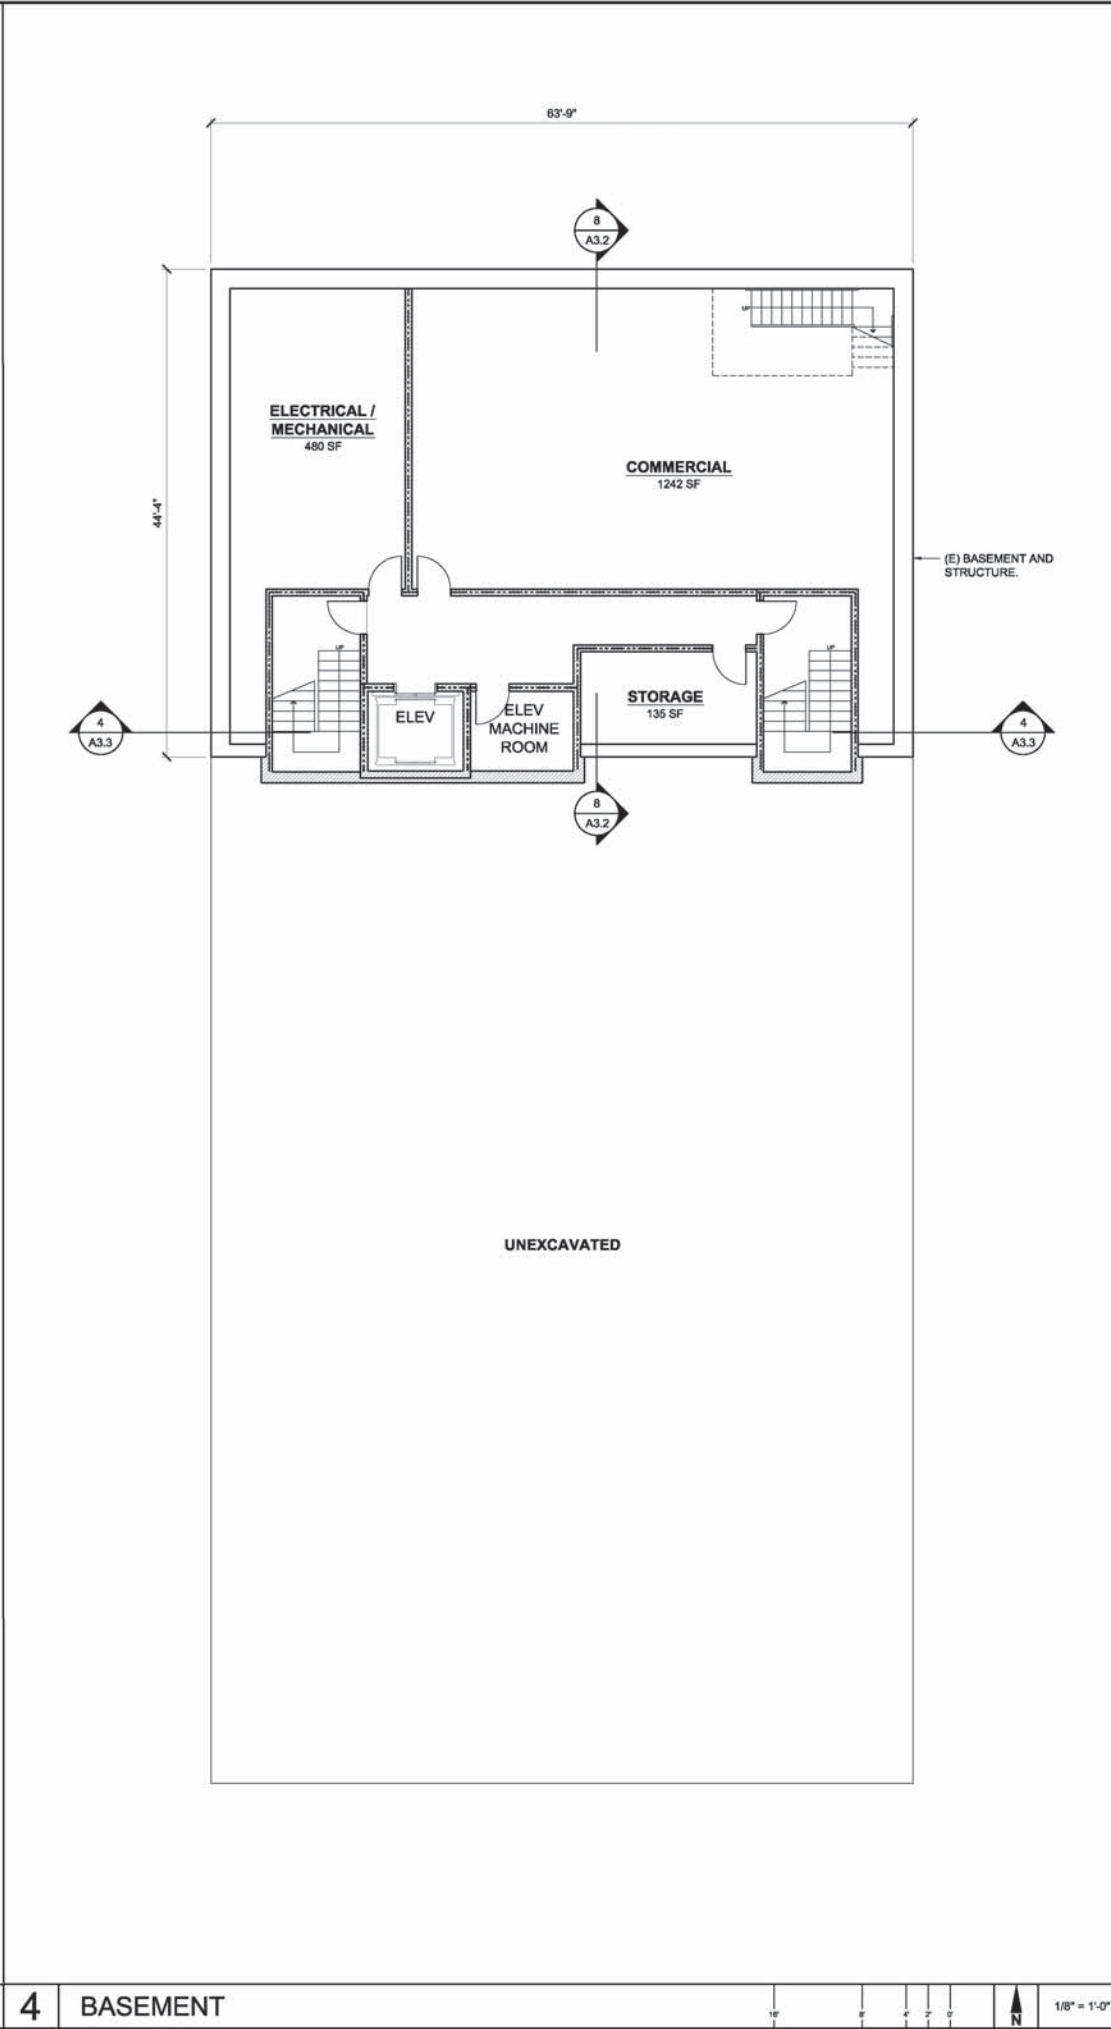 63'-9"
8
A3.2
UP
ELECTRICAL /
MECHANICAL
480 SF
COMMERCIAL
1242 SF
44'-4"
(E) BASEMENT AND
STRUCTURE.
UP
UP
STORAGE
135 SF
ELEV
ELEV
MACHINE
ROOM
4
A3.3
4
A3.3
8
A3.2
UNEXCAVATED
4 BASEMENT
16' 8' 4' 2' 0'
N
1/8" = 1'-0"